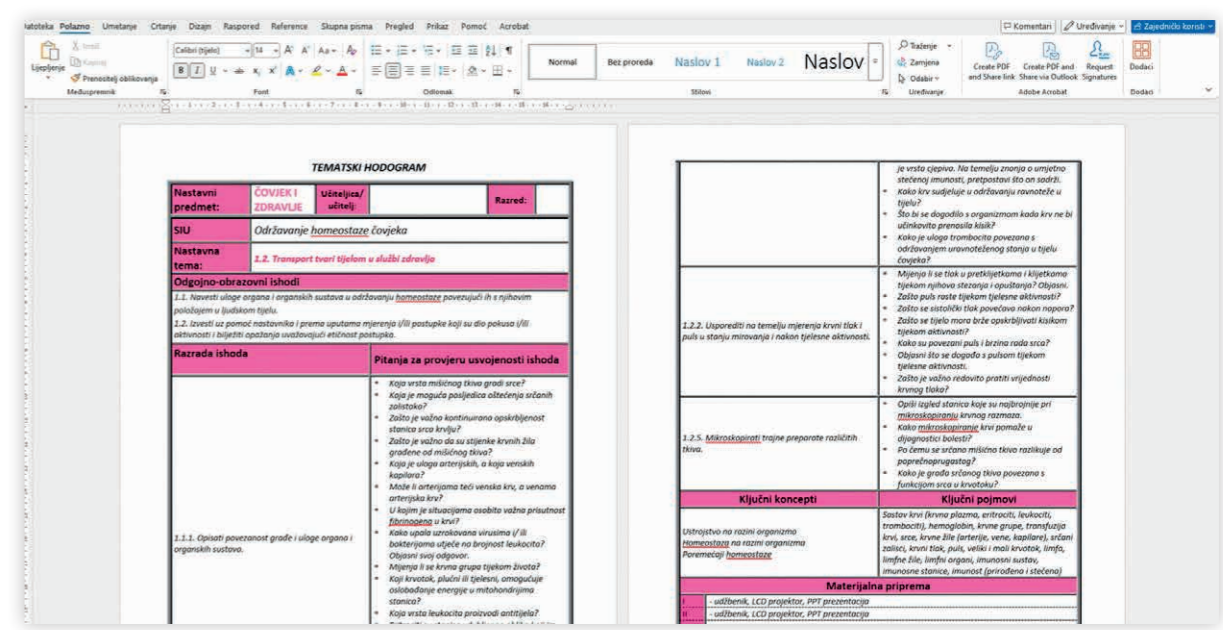 Datoteka Polazno Umetanje Crtanje Dizajn Raspored Reference Skupna pisma Pregled Prikaz Pomoć Acrobat
Komentari Uređivanje Zajednički koristi
Lijepljenje
Izreži
Kopiraj
Prenositelj oblikovanja
Međuspremnik
Calibri (tijelo) 14
Font
Odlomak
Normal Bez proreda Naslov 1 Naslov 2 Naslov
Stilovi
Traženje
Zamjena
Odabir
Uređivanje
Create PDF and Share link
Create PDF and Share via Outlook
Request Signatures
Adobe Acrobat
Dodaci
Dodaci
TEMATSKI HODOGRAM
Nastavni predmet:
ČOVJEK I ZDRAVLJE
Učiteljica/ učitelj:
Razred:
SIU
Održavanje homeostaze čovjeka
Nastavna tema:
1.2. Transport tvari tijelom u službi zdravlja
Odgojno-obrazovni ishodi
1.1. Navesti uloge organa i organskih sustava u održavanju homeostaze povezujući ih s njihovim
položajem u ljudskom tijelu.
1.2. Izvesti uz pomoć nastavnika i prema uputama mjerenja i/ili postupke koji su dio pokusa i/ili
aktivnosti i bilježiti opažanja uvažavajući etičnost postupka.
Razrada ishoda
Pitanja za provjeru usvojenosti ishoda
1.1.1. Opisati povezanost građe i uloge organa i
organskih sustava.
• Koja vrsta mišićnog tkiva gradi srce?
• Koja je moguća posljedica oštećenja srčanih
zalistaka?
• Zašto je važno kontinuirana opskrbljenost
stanica srca krvlju?
• Zašto je važno da su stijenke krvnih žila
građene od mišićnog tkiva?
• Koja je uloga arterijskih, a koja venskih
kapilara?
• Može li arterijama teći venska krv, a venama
arterijska krv?
• U kojim je situacijama osobito važna prisutnost
fibrinogena u krvi?
• Kako upala uzrokovana virusima i/ ili
bakterijama utječe na brojnost leukocita?
Objasni svoj odgovor.
• Mijenja li se krvna grupa tijekom života?
• Koji krvotok, plućni ili tjelesni, omogućuje
oslobađanje energije u mitohondrijima
stanica?
• Koja vrsta leukocita proizvodi antitijela?
je vrsta cjepiva. Na temelju znanja o umjetno
stečenoj imunosti, pretpostavi što on sadrži.
• Kako krv sudjeluje u održavanju ravnoteže u
tijelu?
• Što bi se dogodilo s organizmom kada krv ne bi
učinkovito prenosila kisik?
• Kako je uloga trombocita povezana s
održavanjem uravnoteženog stanja u tijelu
čovjeka?
1.2.2. Usporediti na temelju mjerenja krvni tlak i
puls u stanju mirovanja i nakon tjelesne aktivnosti.
• Mijenja li se tlak u pretklijetkama i klijetkama
tijekom njihova stezanja i opuštanja? Objasni.
• Zašto puls raste tijekom tjelesne aktivnosti?
• Zašto se sistolički tlak povećava nakon napora?
• Zašto se tijelo mora brže opskrbljivati kisikom
tijekom aktivnosti?
• Kako su povezani puls i brzina rada srca?
• Objasni što se događa s pulsom tijekom
tjelesne aktivnosti.
• Zašto je važno redovito pratiti vrijednosti
krvnog tlaka?
1.2.5. Mikroskopirati trajne preparate različitih
tkiva.
• Opiši izgled stanica koje su najbrojnije pri
mikroskopiranju krvnog razmaza.
• Kako mikroskopiranje krvi pomaže u
dijagnostici bolesti?
• Po čemu se srčano mišićno tkivo razlikuje od
poprečnoprugastog?
• Kako je građa srčanog tkiva povezana s
funkcijom srca u krvotoku?
Ključni koncepti
Ključni pojmovi
Ustrojstvo na razini organizma
Homeostaza na razini organizma
Poremećaji homeostaze
Sastav krvi (krvna plazma, eritrociti, leukociti,
trombociti), hemoglobin, krvne grupe, transfuzija
krvi, srce, krvne žile (arterije, vene, kapilare), srčani
zalisci, krvni tlak, puls, veliki i mali krvotok, limfa,
limfne žile, limfni organi, imunosni sustav,
imunosne stanice, imunost (prirođena i stečena)
Materijalna priprema
I - udžbenik, LCD projektor, PPT prezentacija
II - udžbenik, LCD projektor, PPT prezentacija